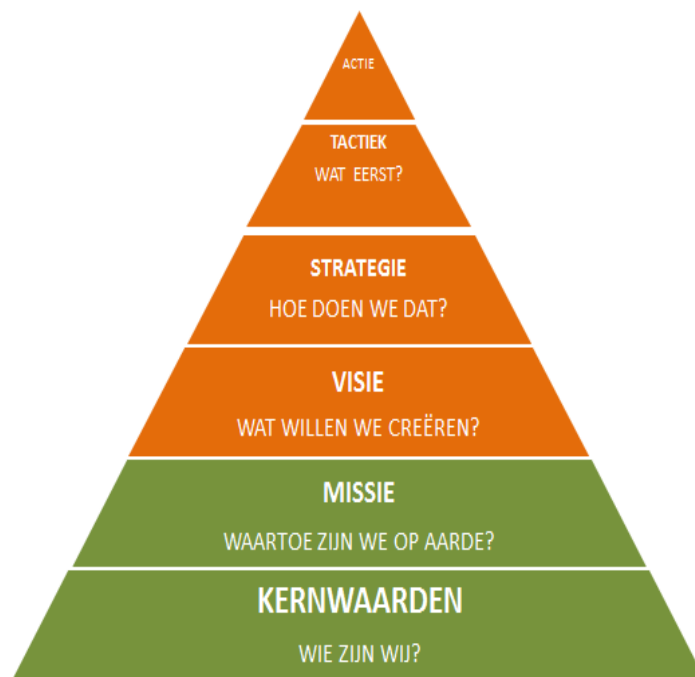 ACTIE
TACTIEK
WAT EERST?
STRATEGIE
HOE DOEN WE DAT?
VISIE
WAT WILLEN WE CREËREN?
MISSIE
WAARTOE ZIJN WE OP AARDE?
KERNWAARDEN
WIE ZIJN WIJ?